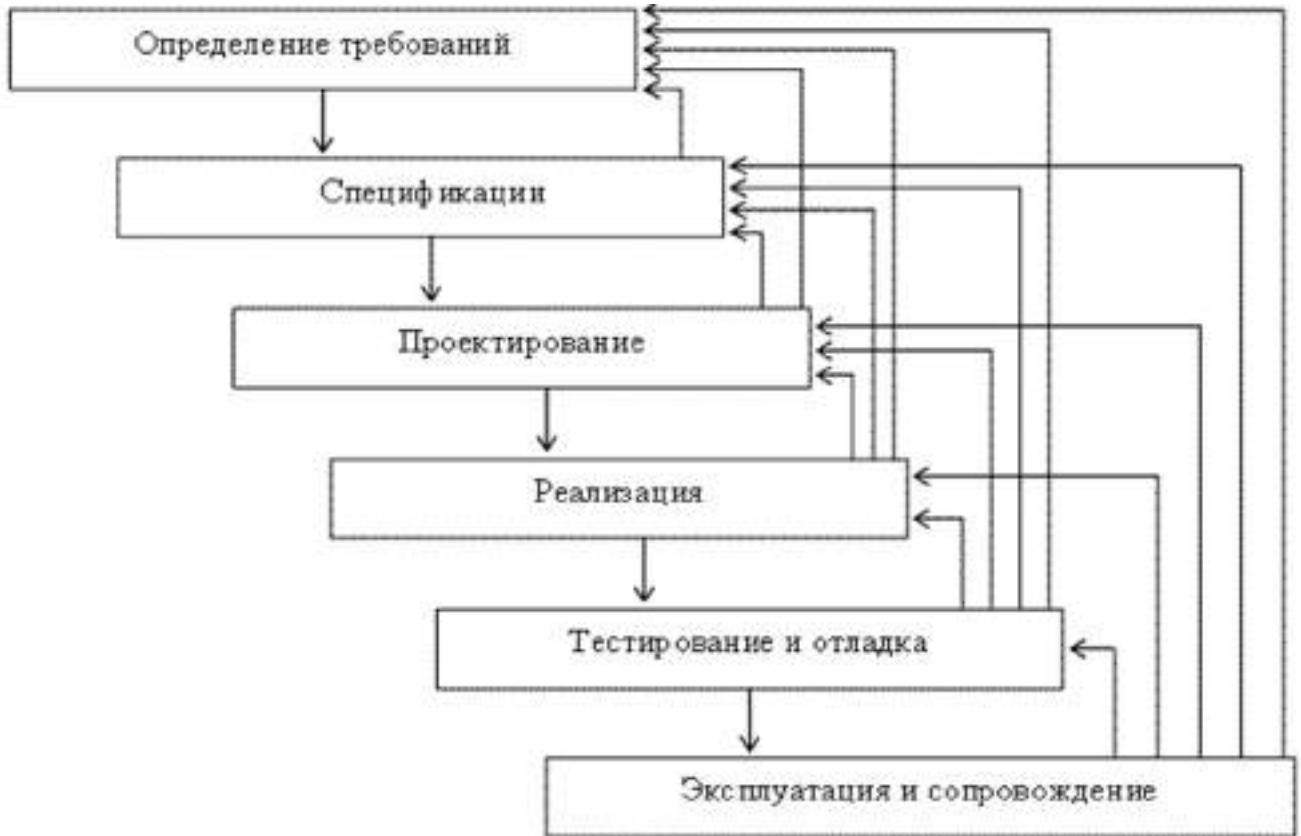 Определение требований
Спецификации
Проектирование
Реализация
Тестирование и отладка
Эксплуатация и сопровождение